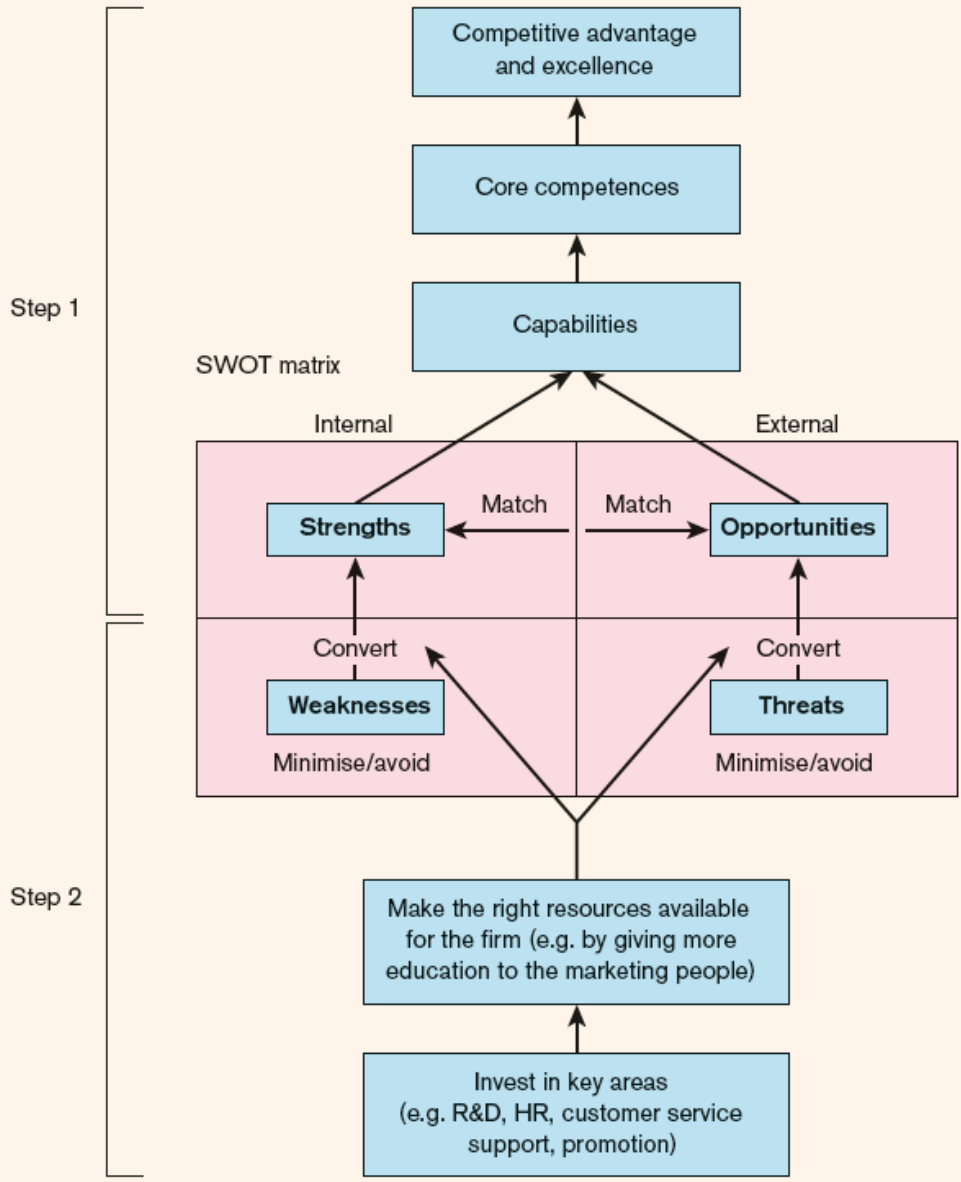 Competitive advantage
and excellence
Core competences
Step 1
Capabilities
SWOT matrix
Internal
External
Match
Match
Strengths
Opportunities
Convert
Convert
Weaknesses
Threats
Minimise/avoid
Minimise/avoid
Step 2
Make the right resources available
for the firm (e.g. by giving more
education to the marketing people)
Invest in key areas
(e.g. R&D, HR, customer service
support, promotion)